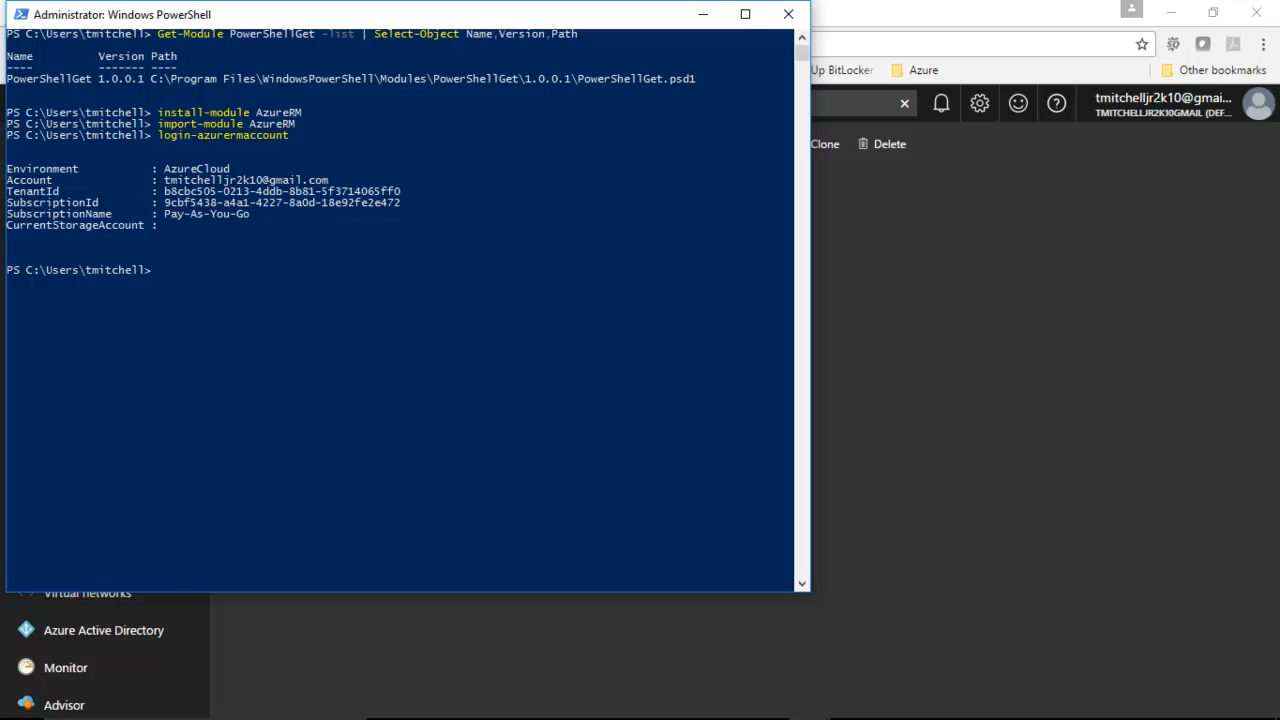 Administrator: Windows PowerShell
PS C:\Users\tmitchell> Get-Module PowerShellGet -list | Select-Object Name,Version,Path
Name Version Path
---- ------- ----
PowerShellGet 1.0.0.1 C:\Program Files\WindowsPowerShell\Modules\PowerShellGet\1.0.0.1\PowerShellGet.psd1
PS C:\Users\tmitchell> install-module AzureRM
PS C:\Users\tmitchell> import-module AzureRM
PS C:\Users\tmitchell> login-azurermaccount
Environment : AzureCloud
Account : tmitchelljr2k10@gmail.com
TenantId : b8cbc505-0213-4ddb-8b81-5f3714065ff0
SubscriptionId : 9cbf5438-a4a1-4227-8a0d-18e92fe2e472
SubscriptionName : Pay-As-You-Go
CurrentStorageAccount :
PS C:\Users\tmitchell>
Up BitLocker Azure Other bookmarks
tmitchelljr2k10@gmai...
TMITCHELLJR2K10GMAIL (DEF...
Clone Delete
Virtual networks
Azure Active Directory
Monitor
Advisor